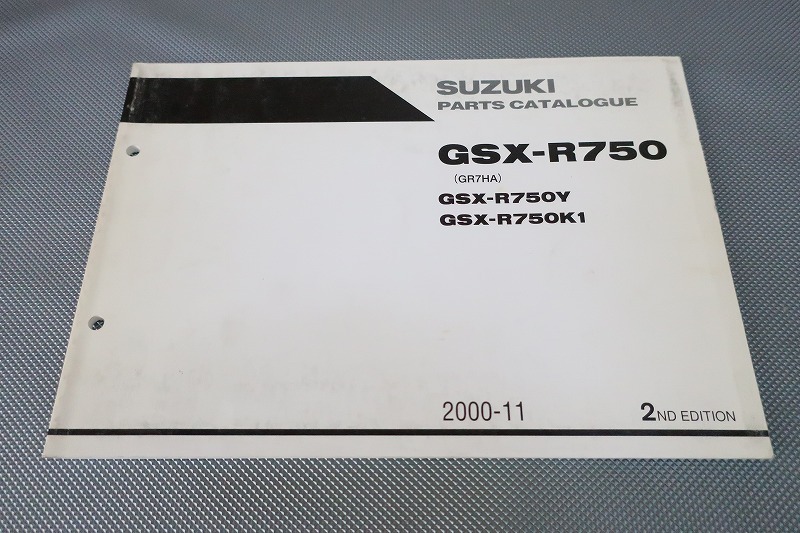 SUZUKI
PARTS CATALOGUE
GSX-R750
(GR7HA)
GSX-R750Y
GSX-R750K1
2000-11
2ND EDITION